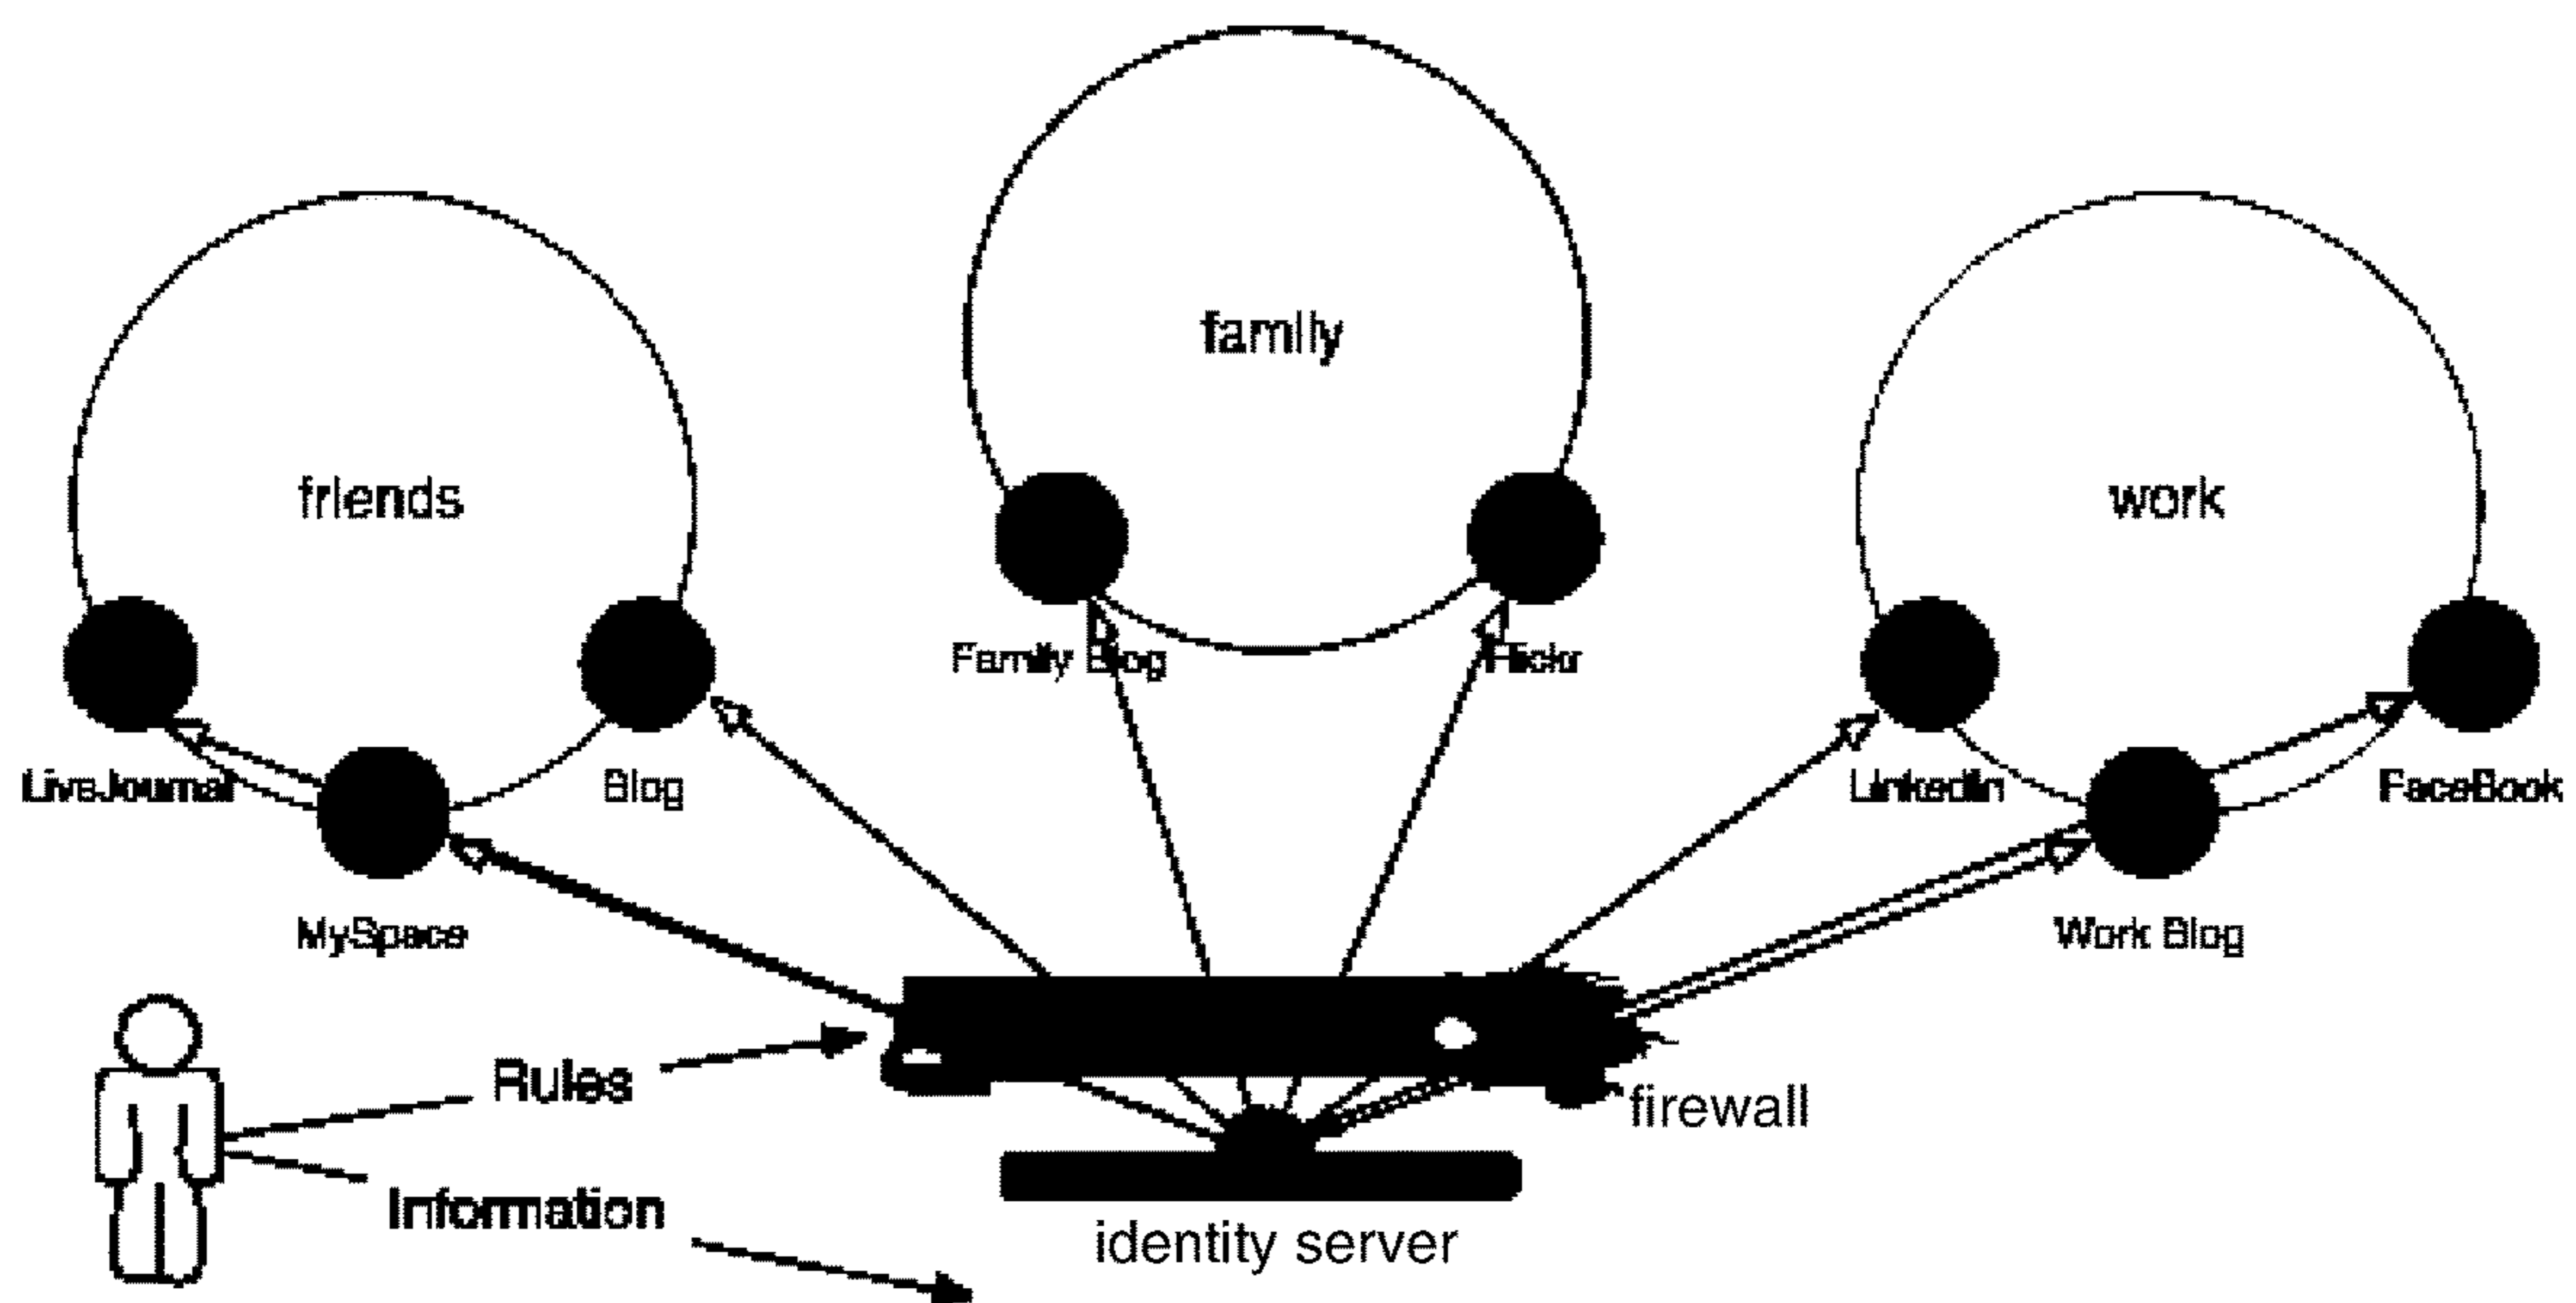 family
friends
work
Family Blog
Flickr
LiveJournal
Blog
LinkedIn
FaceBook
MySpace
Work Blog
Rules
firewall
Information
identity server